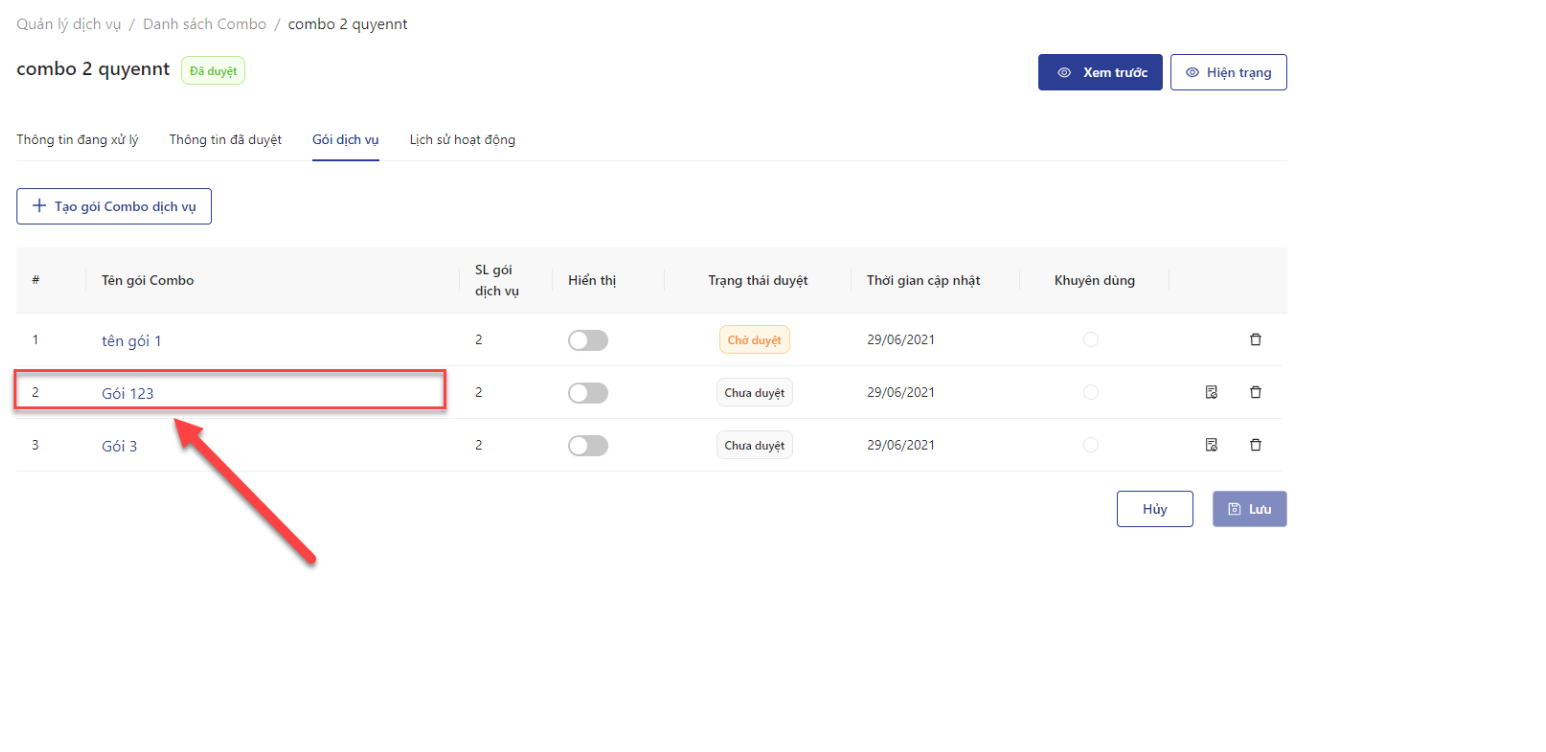 Quản lý dịch vụ / Danh sách Combo / combo 2 quyennt
combo 2 quyennt Đã duyệt
Xem trước Hiện trạng
Thông tin đang xử lý Thông tin đã duyệt Gói dịch vụ Lịch sử hoạt động
Tạo gói Combo dịch vụ
# Tên gói Combo SL gói dịch vụ Hiển thị Trạng thái duyệt Thời gian cập nhật Khuyên dùng
1 tên gói 1 2 Chờ duyệt 29/06/2021
2 Gói 123 2 Chưa duyệt 29/06/2021
3 Gói 3 2 Chưa duyệt 29/06/2021
Hủy Lưu